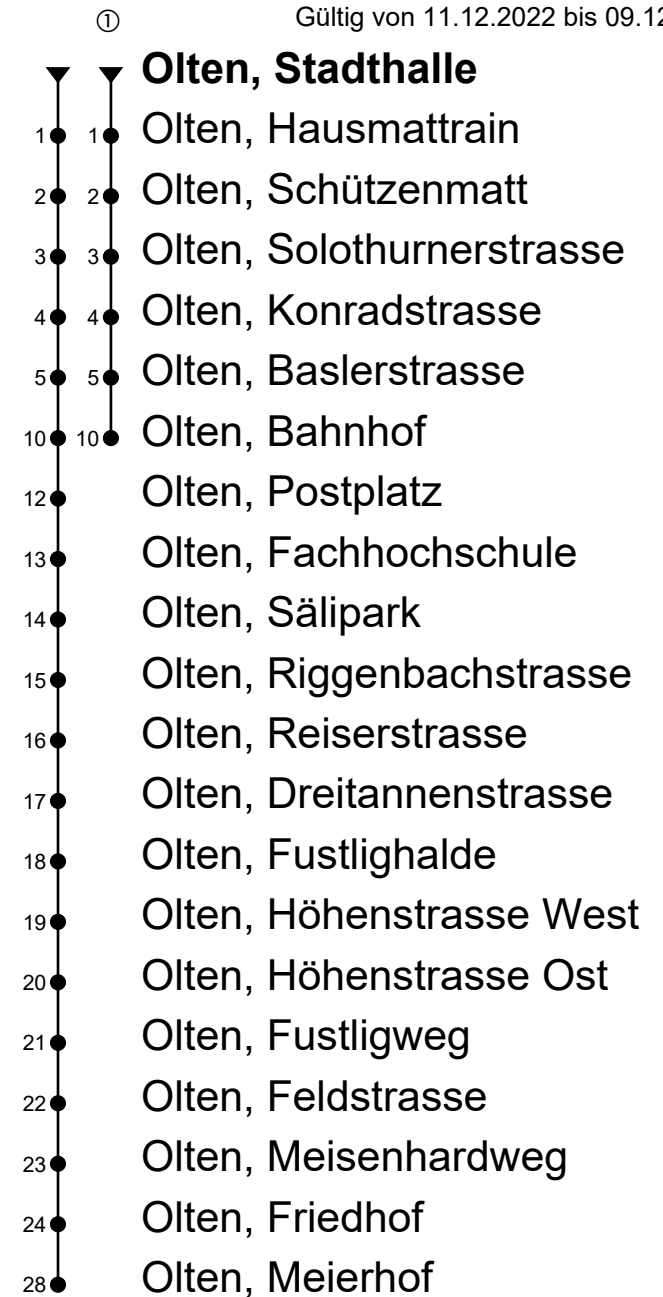 ① Gültig von 11.12.2022 bis 09.12
Olten, Stadthalle
1 1 Olten, Hausmattrain
2 2 Olten, Schützenmatt
3 3 Olten, Solothurnerstrasse
4 4 Olten, Konradstrasse
5 5 Olten, Baslerstrasse
10 10 Olten, Bahnhof
12 Olten, Postplatz
13 Olten, Fachhochschule
14 Olten, Sälipark
15 Olten, Riggenbachstrasse
16 Olten, Reiserstrasse
17 Olten, Dreitannenstrasse
18 Olten, Fustlighalde
19 Olten, Höhenstrasse West
20 Olten, Höhenstrasse Ost
21 Olten, Fustligweg
22 Olten, Feldstrasse
23 Olten, Meisenhardweg
24 Olten, Friedhof
28 Olten, Meierhof